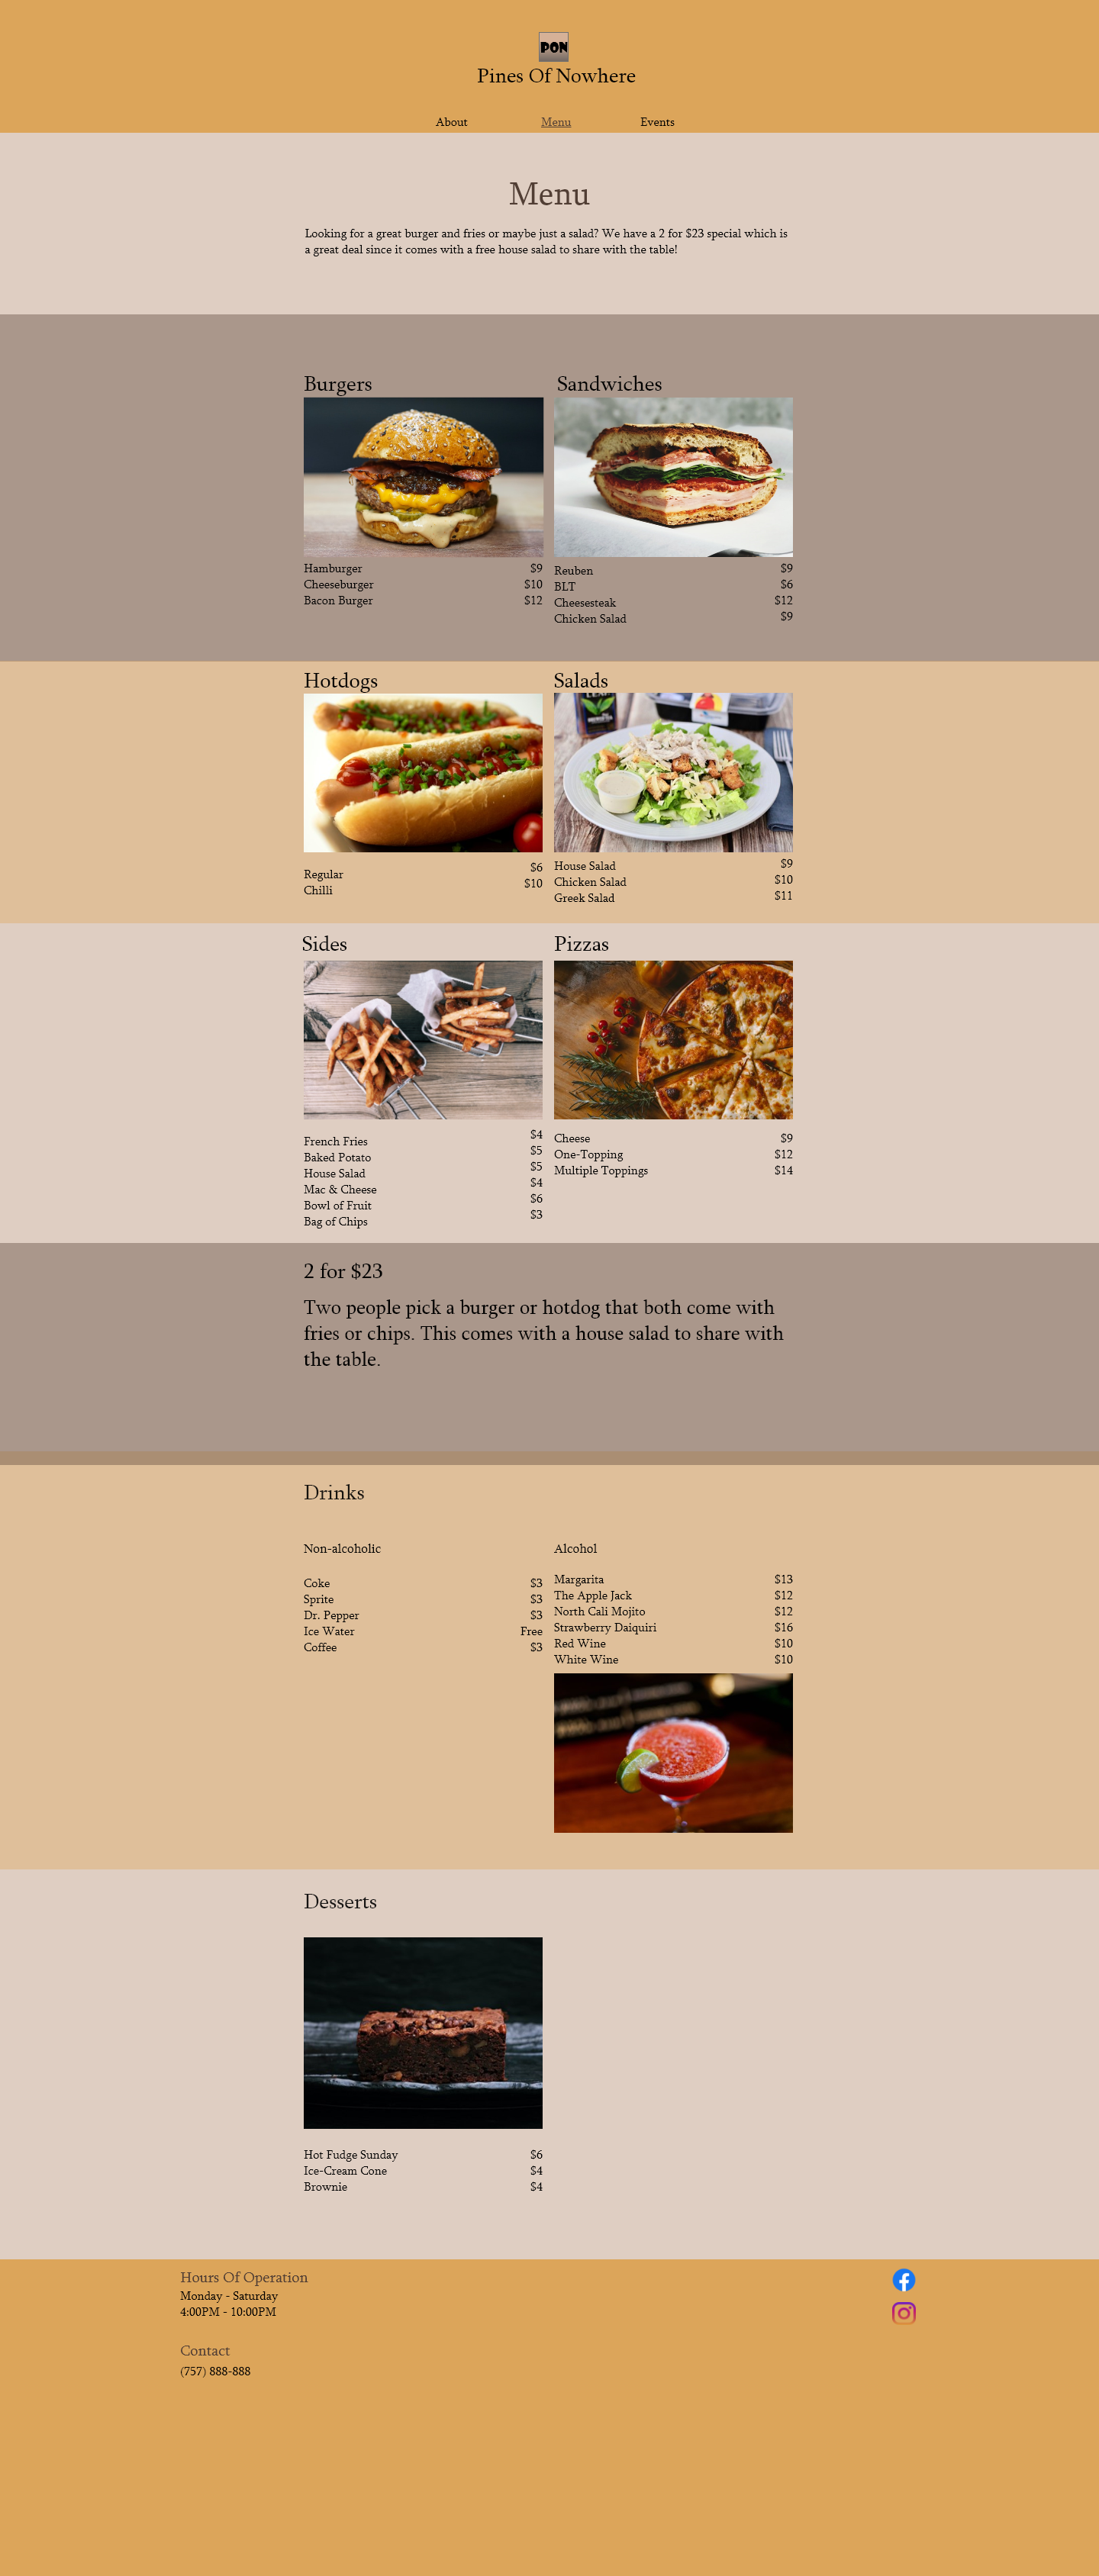 PON
Pines Of Nowhere
About Menu Events
Menu
Looking for a great burger and fries or maybe just a salad? We have a 2 for $23 special which is
a great deal since it comes with a free house salad to share with the table!
Burgers
Hamburger $9
Cheeseburger $10
Bacon Burger $12
Sandwiches
Reuben $9
BLT $6
Cheesesteak $12
Chicken Salad $9
Hotdogs
Regular $6
Chilli $10
Salads
House Salad $9
Chicken Salad $10
Greek Salad $11
Sides
French Fries $4
Baked Potato $5
House Salad $5
Mac & Cheese $4
Bowl of Fruit $6
Bag of Chips $3
Pizzas
Cheese $9
One-Topping $12
Multiple Toppings $14
2 for $23
Two people pick a burger or hotdog that both come with
fries or chips. This comes with a house salad to share with
the table.
Drinks
Non-alcoholic
Coke $3
Sprite $3
Dr. Pepper $3
Ice Water Free
Coffee $3
Alcohol
Margarita $13
The Apple Jack $12
North Cali Mojito $12
Strawberry Daiquiri $16
Red Wine $10
White Wine $10
Desserts
Hot Fudge Sunday $6
Ice-Cream Cone $4
Brownie $4
Hours Of Operation
Monday - Saturday
4:00PM - 10:00PM
Contact
(757) 888-888